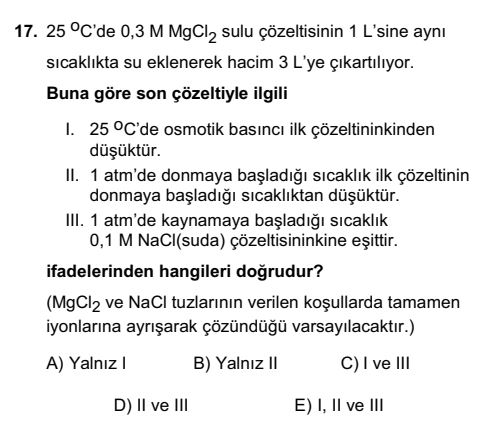 17. 25 ºC'de 0,3 M MgCl₂ sulu çözeltisinin 1 L'sine aynı
sıcaklıkta su eklenerek hacim 3 L'ye çıkartılıyor.
Buna göre son çözeltiyle ilgili
I. 25 ºC'de osmotik basıncı ilk çözeltininkinden
düşüktür.
II. 1 atm'de donmaya başladığı sıcaklık ilk çözeltinin
donmaya başladığı sıcaklıktan düşüktür.
III. 1 atm'de kaynamaya başladığı sıcaklık
0,1 M NaCl(suda) çözeltisininkine eşittir.
ifadelerinden hangileri doğrudur?
(MgCl₂ ve NaCl tuzlarının verilen koşullarda tamamen
iyonlarına ayrışarak çözündüğü varsayılacaktır.)
A) Yalnız I B) Yalnız II C) I ve III
D) II ve III E) I, II ve III